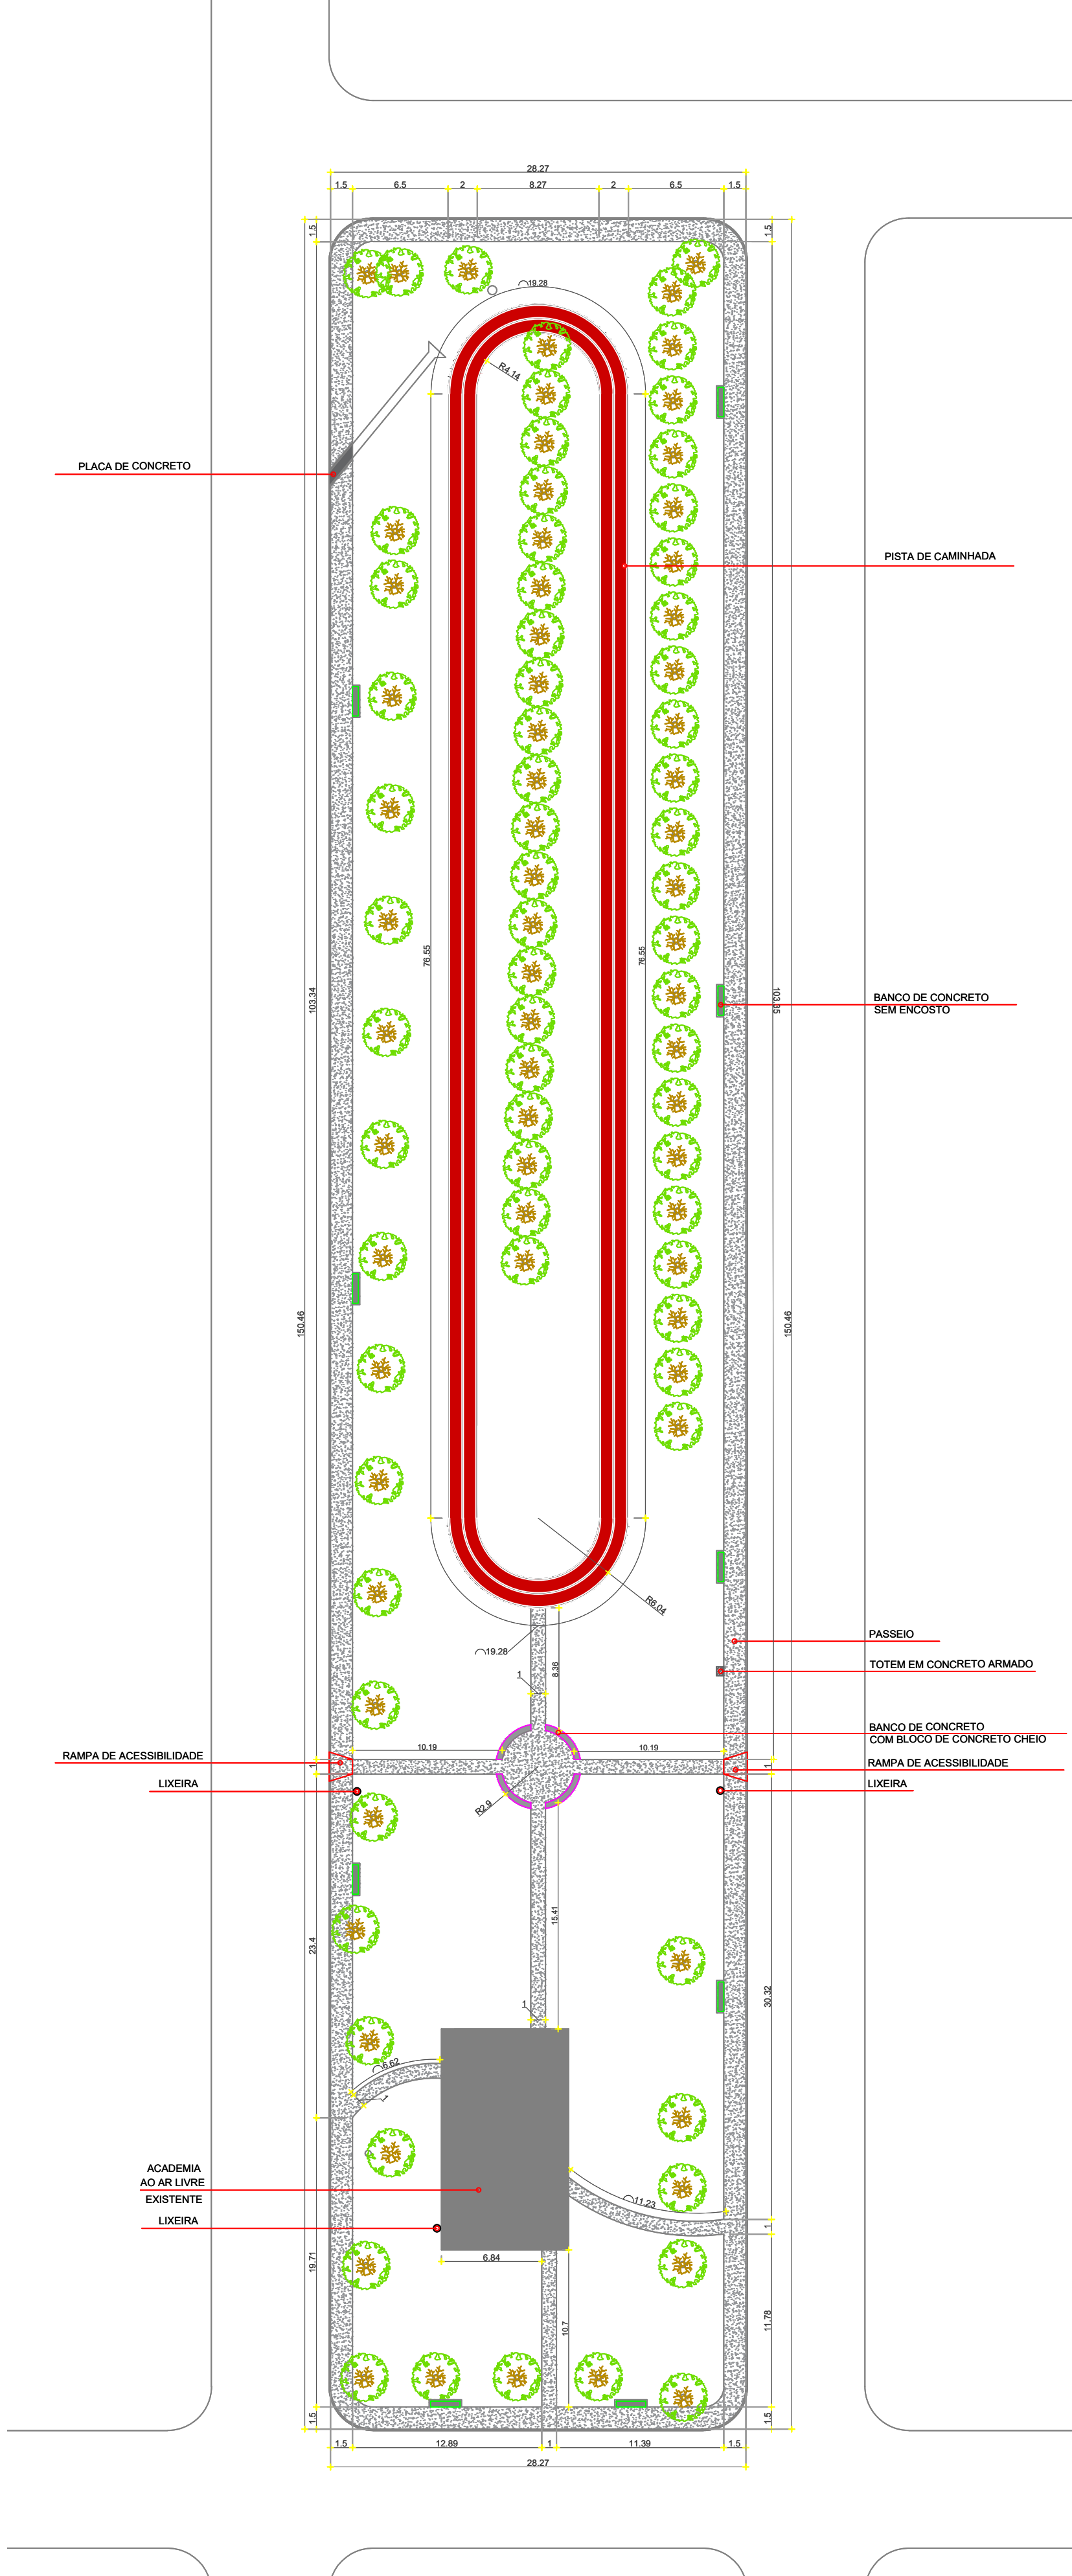 28.27
1.5 6.5 2 8.27 2 6.5 1.5
1.5 1.5
19.28
R4.14
PLACA DE CONCRETO
PISTA DE CAMINHADA
76.55 76.55
103.34 103.35
BANCO DE CONCRETO
SEM ENCOSTO
150.46 150.46
R6.04
PASSEIO
19.28
8.36
TOTEM EM CONCRETO ARMADO
1
BANCO DE CONCRETO
COM BLOCO DE CONCRETO CHEIO
10.19 10.19
RAMPA DE ACESSIBILIDADE
RAMPA DE ACESSIBILIDADE
1 1
LIXEIRA
LIXEIRA
R2.9
15.41
23.4
30.32
1
6.62
1
ACADEMIA
AO AR LIVRE
EXISTENTE
11.23
LIXEIRA
1
6.84
19.71
10.7
11.78
1.5 1.5
1.5 12.89 1 11.39 1.5
28.27